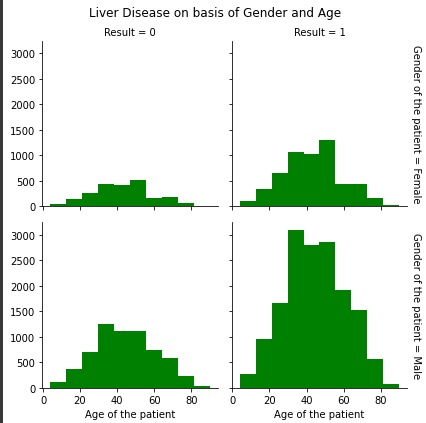 Liver Disease on basis of Gender and Age
Result = 0
Result = 1
3000
2500
2000
1500
1000
500
0
Gender of the patient = Female
3000
2500
2000
1500
1000
500
0
Gender of the patient = Male
0 20 40 60 80
0 20 40 60 80
Age of the patient
Age of the patient